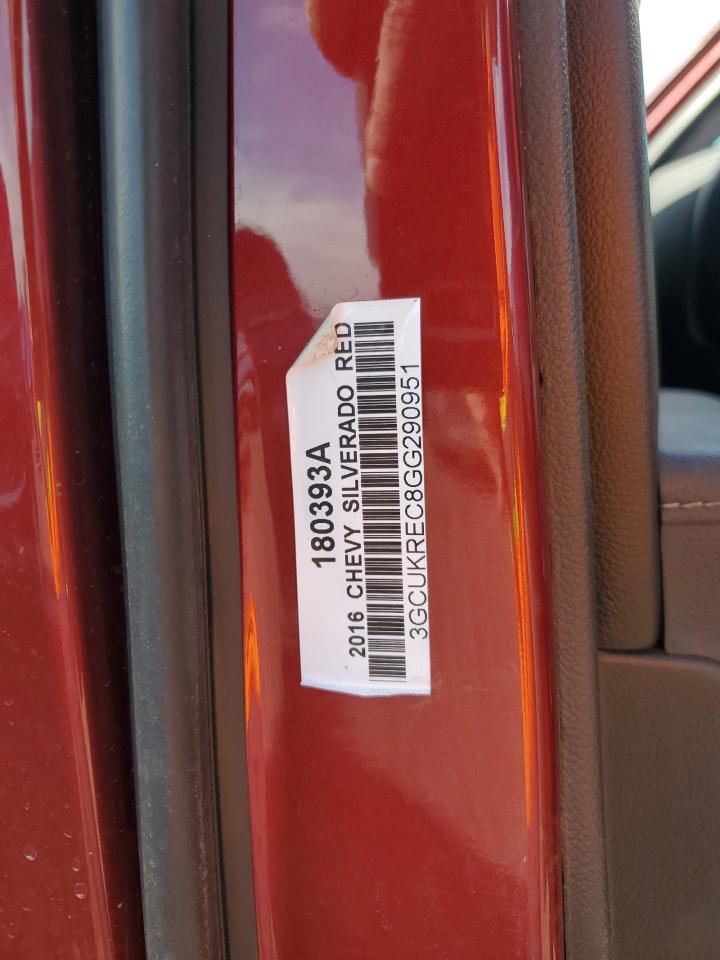 180393A
2016 CHEVY SILVERADO RED
3GCUKREC8GG290951